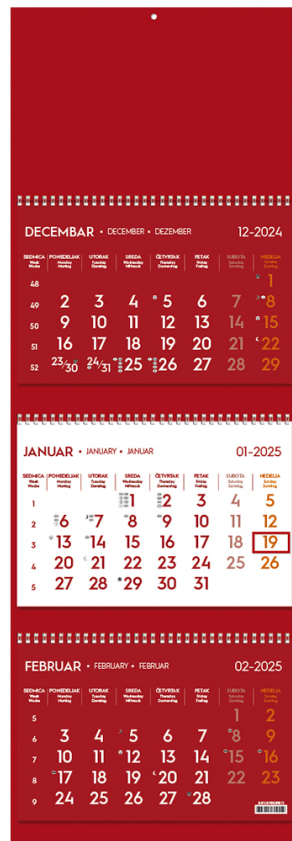 DECEMBAR • DECEMBER • DEZEMBER 12-2024
SEDMICA PONEDELJAK UTORAK SREDA ČETVRTAK PETAK SUBOTA NEDELJA
Week Monday Tuesday Wednesday Thursday Friday Saturday Sunday
Woche Montag Dienstag Mittwoch Donnerstag Freitag Samstag Sonntag
48 1
49 2 3 4 5 6 7 8
50 9 10 11 12 13 14 15
51 16 17 18 19 20 21 22
52 23/30 24/31 25 26 27 28 29
JANUAR • JANUARY • JANUAR 01-2025
SEDMICA PONEDELJAK UTORAK SREDA ČETVRTAK PETAK SUBOTA NEDELJA
Week Monday Tuesday Wednesday Thursday Friday Saturday Sunday
Woche Montag Dienstag Mittwoch Donnerstag Freitag Samstag Sonntag
1 1 2 3 4 5
2 6 7 8 9 10 11 12
3 13 14 15 16 17 18 19
4 20 21 22 23 24 25 26
5 27 28 29 30 31
FEBRUAR • FEBRUARY • FEBRUAR 02-2025
SEDMICA PONEDELJAK UTORAK SREDA ČETVRTAK PETAK SUBOTA NEDELJA
Week Monday Tuesday Wednesday Thursday Friday Saturday Sunday
Woche Montag Dienstag Mittwoch Donnerstag Freitag Samstag Sonntag
5 1 2
6 3 4 5 6 7 8 9
7 10 11 12 13 14 15 16
8 17 18 19 20 21 22 23
9 24 25 26 27 28